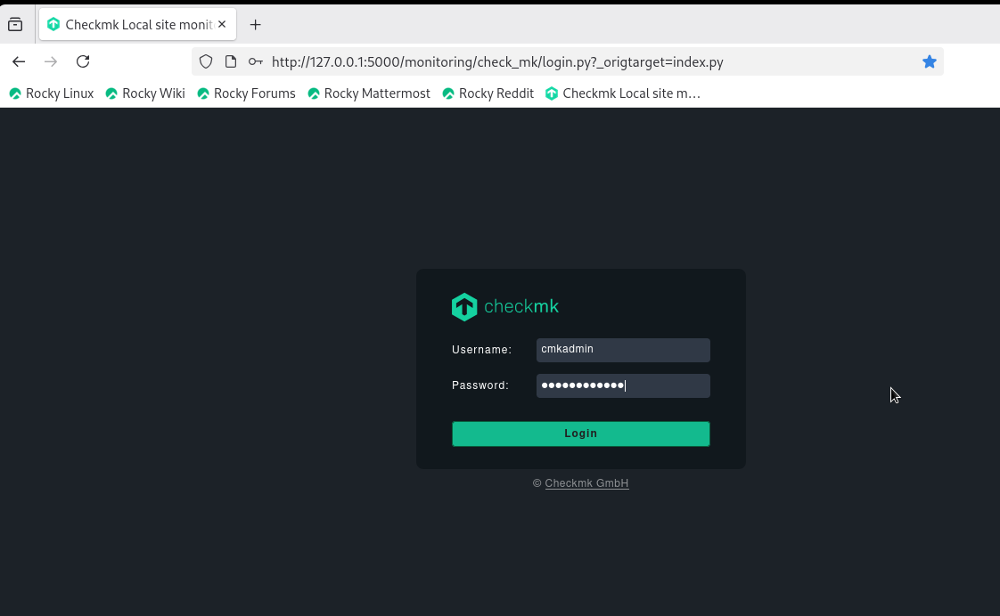 Checkmk Local site monit
http://127.0.0.1:5000/monitoring/check_mk/login.py?_origtarget=index.py
Rocky Linux Rocky Wiki Rocky Forums Rocky Mattermost Rocky Reddit Checkmk Local site m…
checkmk
Username: cmkadmin
Password: ●●●●●●●●●●●●
Login
© Checkmk GmbH